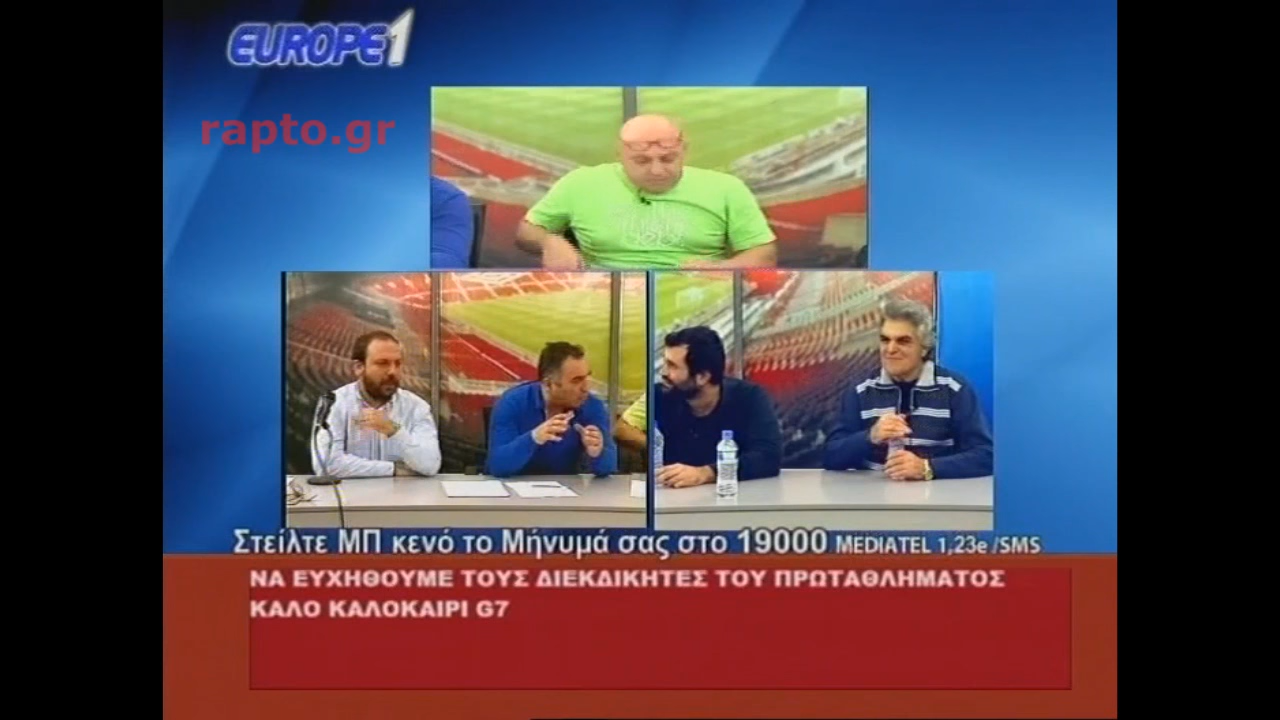 EUROPE1
rapto.gr
Στείλτε ΜΠ κενό το Μήνυμά σας στο 19000 MEDIATEL 1,23e /SMS
ΝΑ ΕΥΧΗΘΟΥΜΕ ΤΟΥΣ ΔΙΕΚΔΙΚΗΤΕΣ ΤΟΥ ΠΡΩΤΑΘΛΗΜΑΤΟΣ
ΚΑΛΟ ΚΑΛΟΚΑΙΡΙ G7